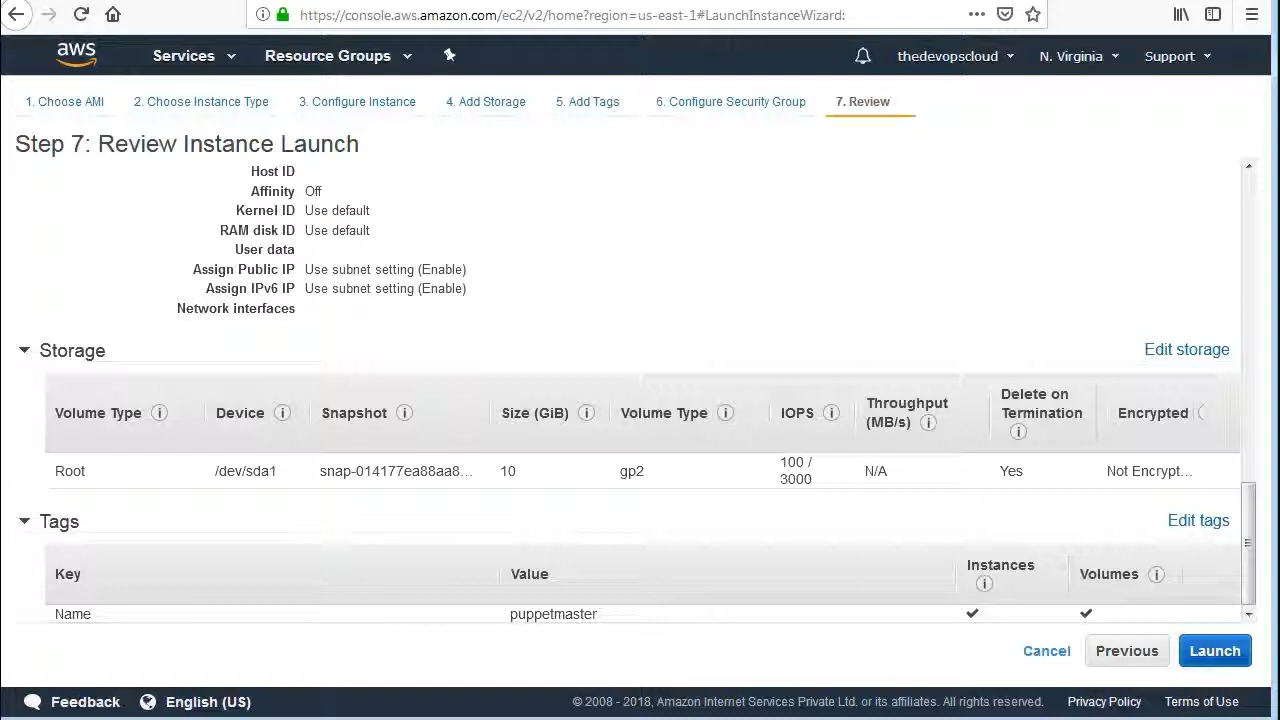 https://console.aws.amazon.com/ec2/v2/home?region=us-east-1#LaunchInstanceWizard:
aws Services Resource Groups thedevopscloud N. Virginia Support
1. Choose AMI 2. Choose Instance Type 3. Configure Instance 4. Add Storage 5. Add Tags 6. Configure Security Group 7. Review
Step 7: Review Instance Launch
Host ID
Affinity Off
Kernel ID Use default
RAM disk ID Use default
User data
Assign Public IP Use subnet setting (Enable)
Assign IPv6 IP Use subnet setting (Enable)
Network interfaces
Storage Edit storage
Volume Type Device Snapshot Size (GiB) Volume Type IOPS Throughput (MB/s) Delete on Termination Encrypted
Root /dev/sda1 snap-014177ea88aa8... 10 gp2 100 / 3000 N/A Yes Not Encrypt...
Tags Edit tags
Key Value Instances Volumes
Name puppetmaster
Cancel Previous Launch
Feedback English (US) © 2008 - 2018, Amazon Internet Services Private Ltd. or its affiliates. All rights reserved. Privacy Policy Terms of Use